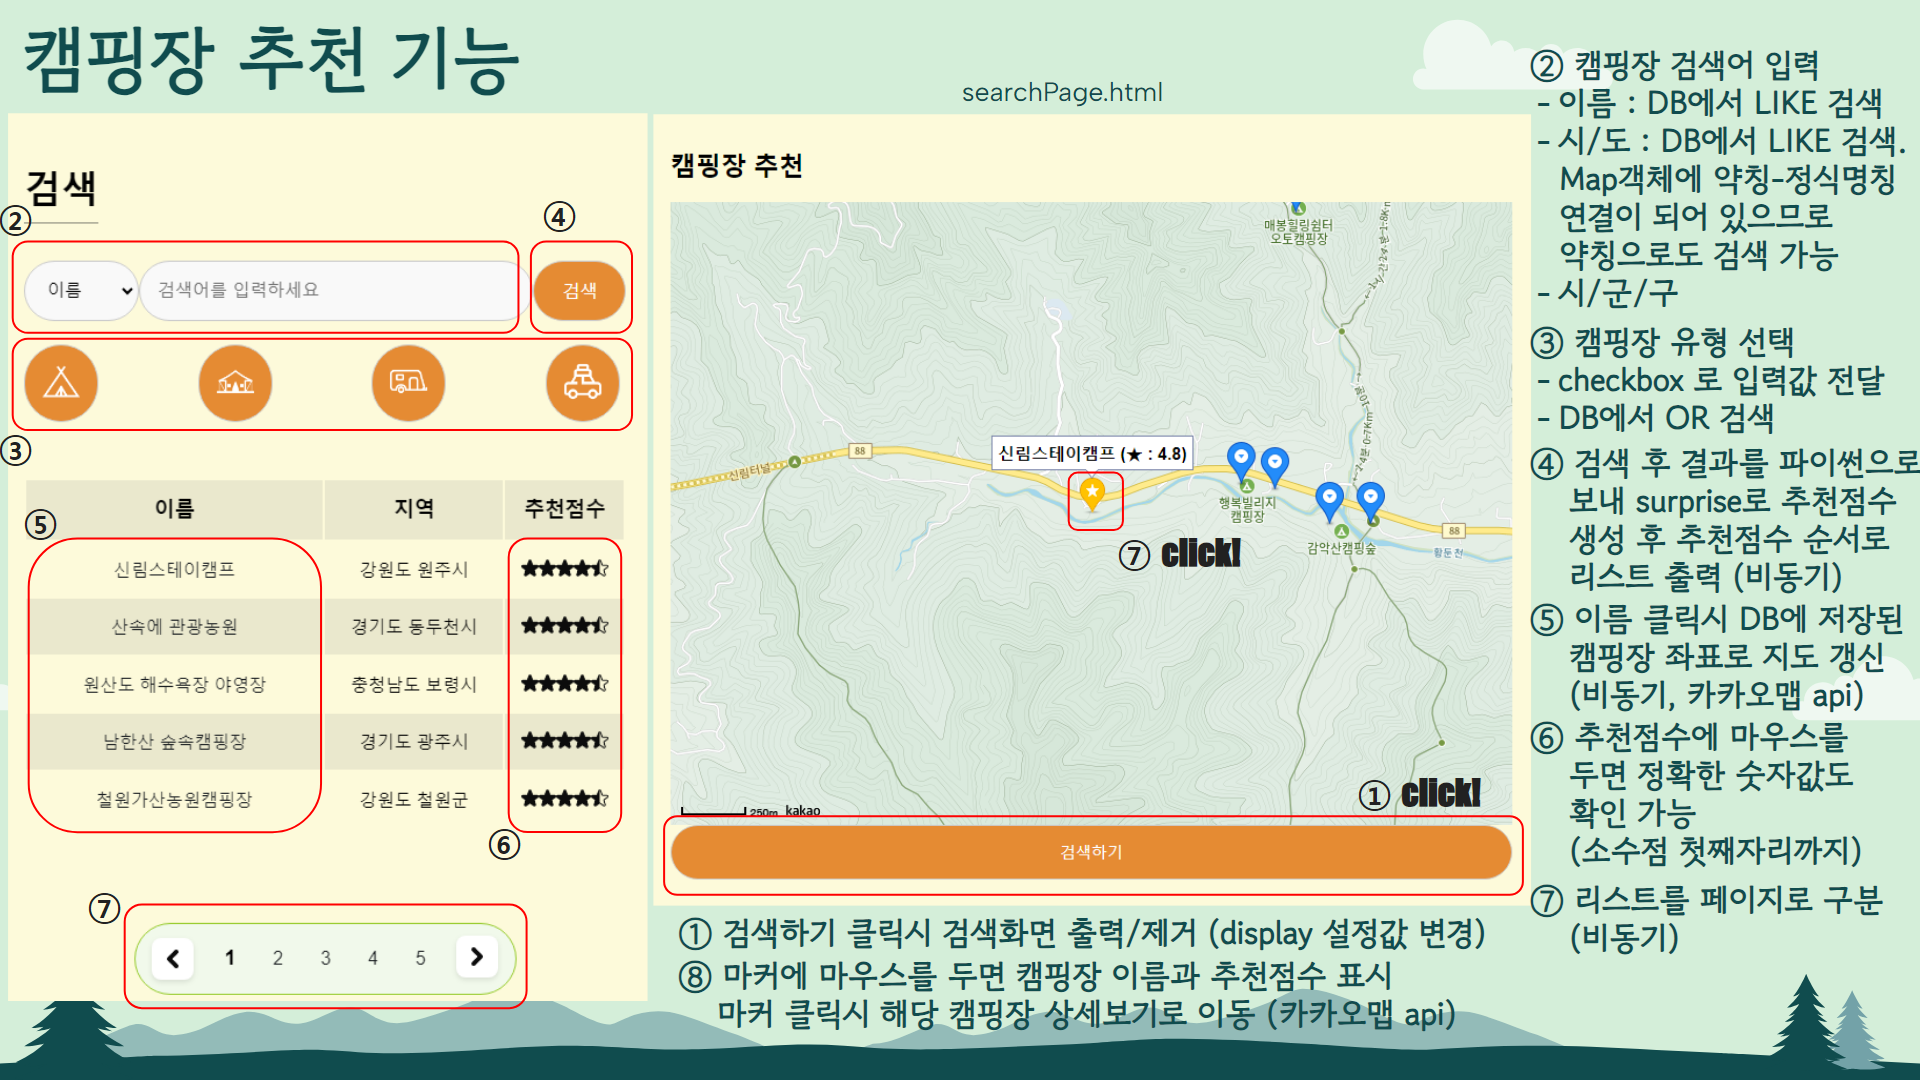 캠핑장 추천 기능
searchPage.html
검색
②
④
이름
검색어를 입력하세요
검색
③
이름
지역
추천점수
⑤
신림스테이캠프
강원도 원주시
산속에 관광농원
경기도 동두천시
원산도 해수욕장 야영장
충청남도 보령시
남한산 숲속캠핑장
경기도 광주시
철원가산농원캠핑장
강원도 철원군
⑥
⑦
1 2 3 4 5
캠핑장 추천
매봉힐링쉼터
오토캠핑장
88
신림터널
신림스테이캠프 (★ : 4.8)
행복빌리지
캠핑장
감악산캠핑숲
88
황둔천
⑦ click!
① click!
250m kakao
검색하기
① 검색하기 클릭시 검색화면 출력/제거 (display 설정값 변경)
⑧ 마커에 마우스를 두면 캠핑장 이름과 추천점수 표시
마커 클릭시 해당 캠핑장 상세보기로 이동 (카카오맵 api)
② 캠핑장 검색어 입력
- 이름 : DB에서 LIKE 검색
- 시/도 : DB에서 LIKE 검색.
Map객체에 약칭-정식명칭
연결이 되어 있으므로
약칭으로도 검색 가능
- 시/군/구
③ 캠핑장 유형 선택
- checkbox 로 입력값 전달
- DB에서 OR 검색
④ 검색 후 결과를 파이썬으로
보내 surprise로 추천점수
생성 후 추천점수 순서로
리스트 출력 (비동기)
⑤ 이름 클릭시 DB에 저장된
캠핑장 좌표로 지도 갱신
(비동기, 카카오맵 api)
⑥ 추천점수에 마우스를
두면 정확한 숫자값도
확인 가능
(소수점 첫째자리까지)
⑦ 리스트를 페이지로 구분
(비동기)